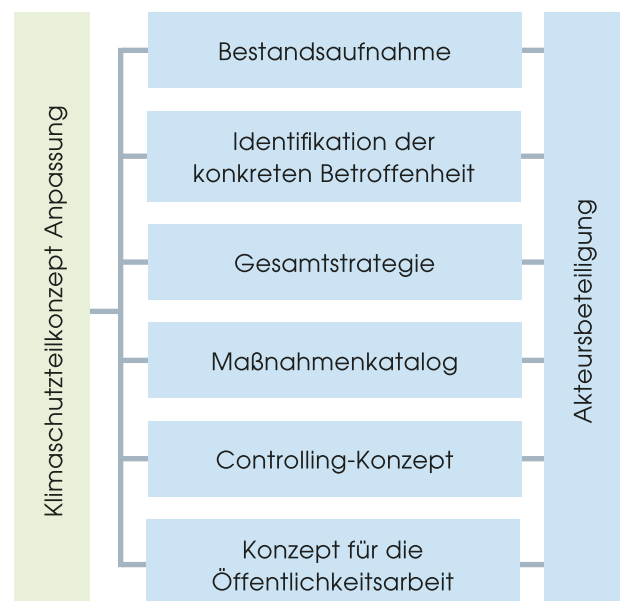 Klimaschutzteilkonzept Anpassung
Bestandsaufnahme
Identifikation der
konkreten Betroffenheit
Gesamtstrategie
Maßnahmenkatalog
Controlling-Konzept
Konzept für die
Öffentlichkeitsarbeit
Akteursbeteiligung